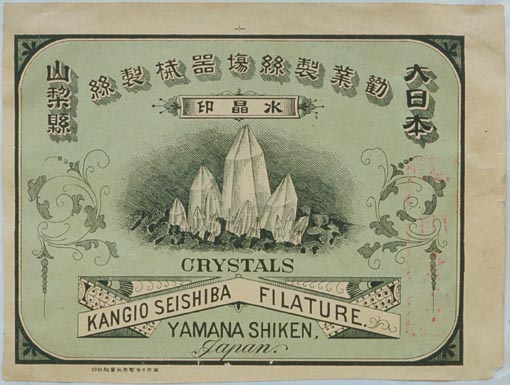 大日本
勸業製絲塲器械製絲
山梨縣
水晶印
CRYSTALS
KANGIO SEISHIBA FILATURE.
YAMANA SHIKEN,
Japan.